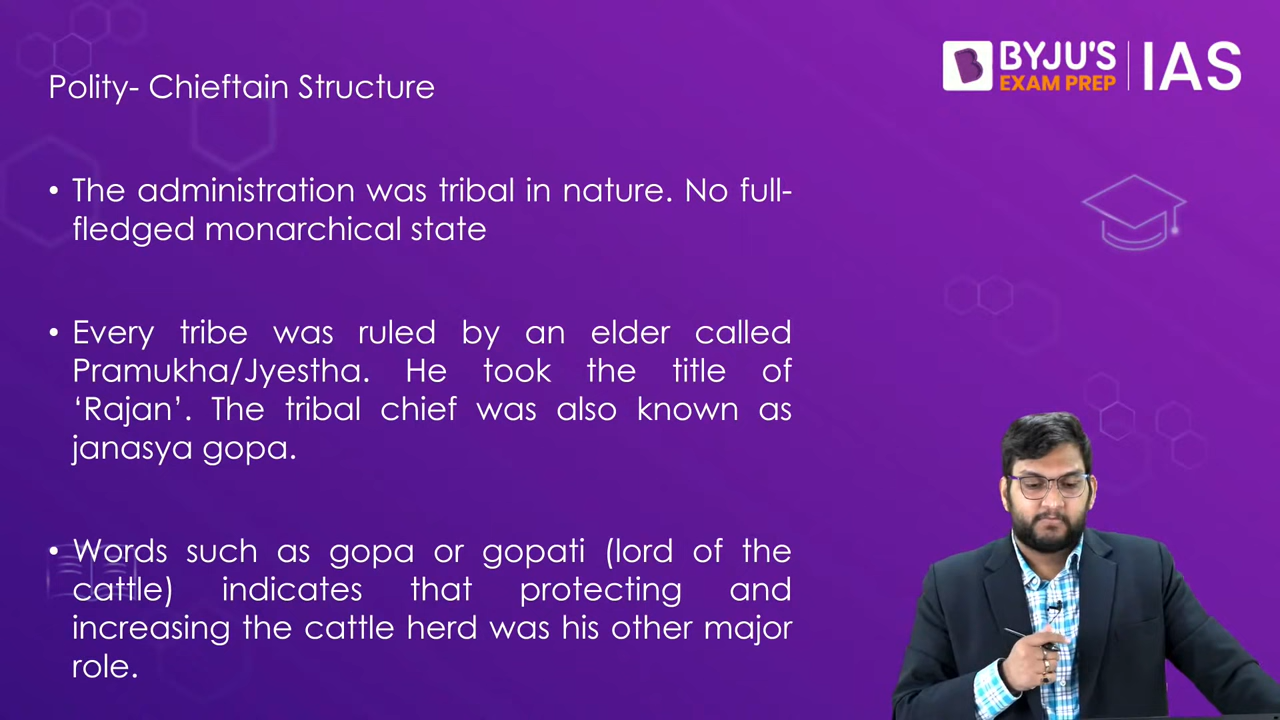 Polity- Chieftain Structure
BYJU'S
EXAM PREP
IAS
• The administration was tribal in nature. No full-
fledged monarchical state
• Every tribe was ruled by an elder called
Pramukha/Jyestha. He took the title of
‘Rajan’. The tribal chief was also known as
janasya gopa.
• Words such as gopa or gopati (lord of the
cattle) indicates that protecting and
increasing the cattle herd was his other major
role.